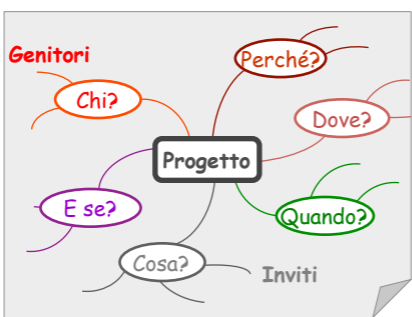 Genitori
Perché?
Chi?
Dove?
Progetto
E se?
Quando?
Cosa?
Inviti